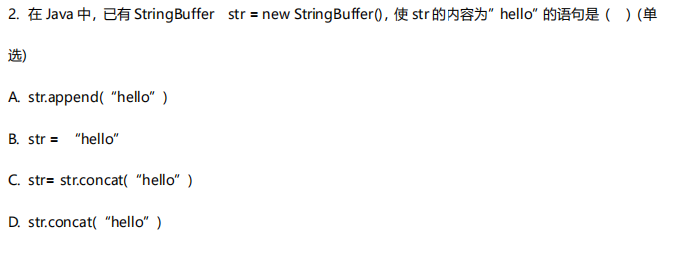 2. 在 Java 中, 已有 StringBuffer str = new StringBuffer(), 使 str 的内容为” hello” 的语句是 ( ) (单
选)
A. str.append( “hello” )
B. str = “hello”
C. str= str.concat( “hello” )
D. str.concat( “hello” )